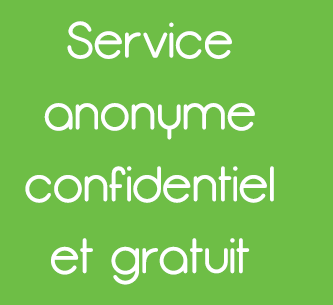 Service
anonyme
confidentiel
et gratuit